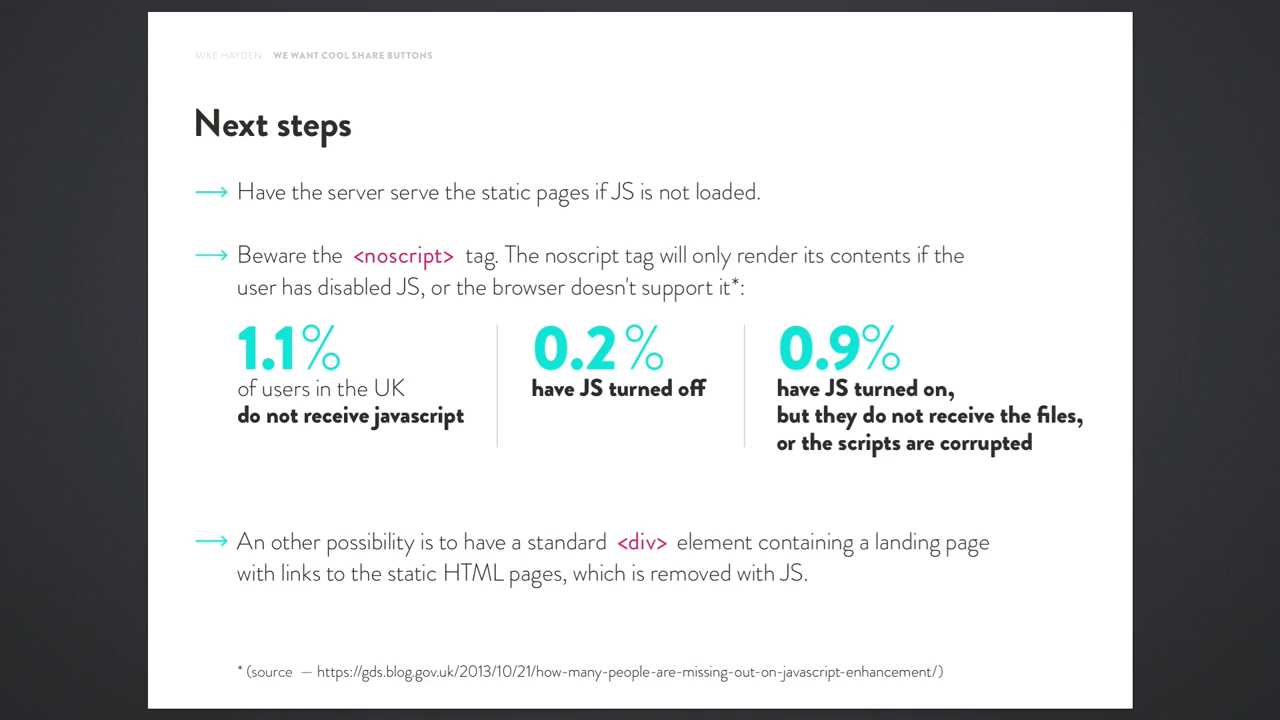 MIKE HAYDEN WE WANT COOL SHARE BUTTONS
Next steps
Have the server serve the static pages if JS is not loaded.
Beware the <noscript> tag. The noscript tag will only render its contents if the
user has disabled JS, or the browser doesn't support it*:
1.1%
of users in the UK
do not receive javascript
0.2%
have JS turned off
0.9%
have JS turned on,
but they do not receive the files,
or the scripts are corrupted
An other possibility is to have a standard <div> element containing a landing page
with links to the static HTML pages, which is removed with JS.
* (source — https://gds.blog.gov.uk/2013/10/21/how-many-people-are-missing-out-on-javascript-enhancement/)